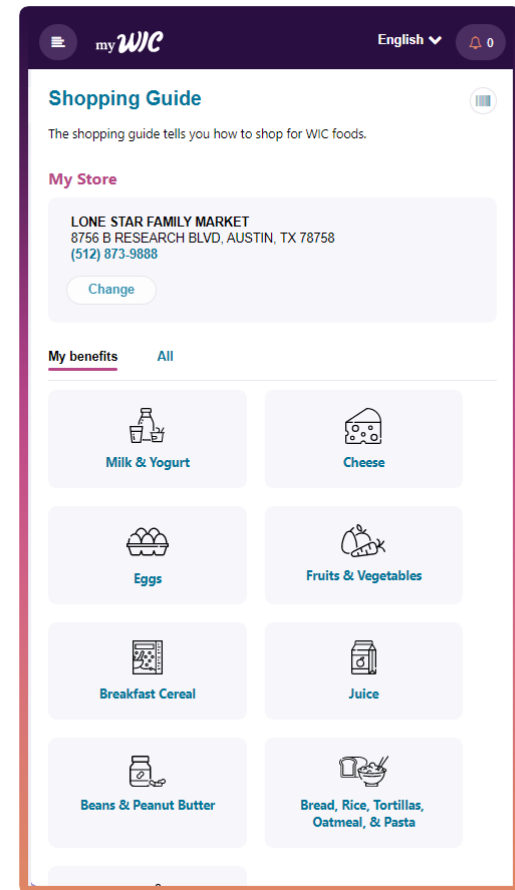 my WIC
English
0
Shopping Guide
The shopping guide tells you how to shop for WIC foods.
My Store
LONE STAR FAMILY MARKET
8756 B RESEARCH BLVD, AUSTIN, TX 78758
(512) 873-9888
Change
My benefits
All
Milk & Yogurt
Cheese
Eggs
Fruits & Vegetables
Breakfast Cereal
Juice
Beans & Peanut Butter
Bread, Rice, Tortillas,
Oatmeal, & Pasta